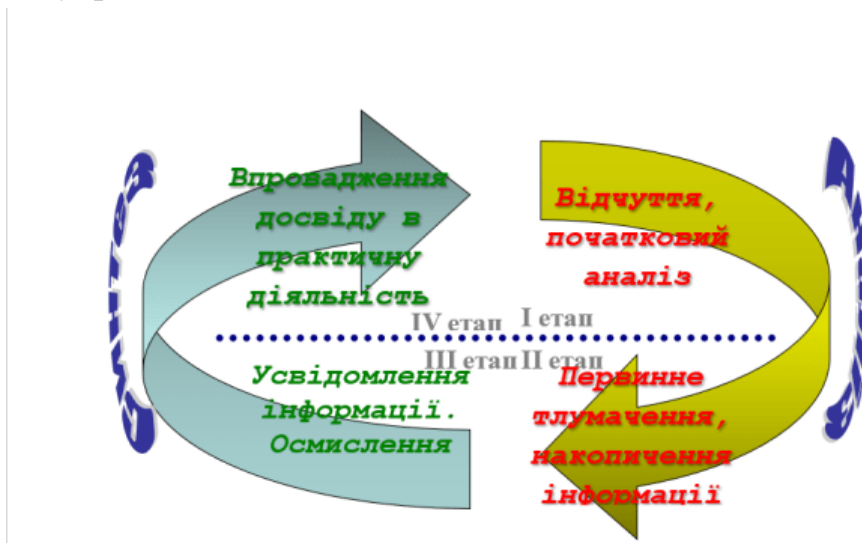 Синтез
Впровадження
досвіду в
практичну
діяльність
Відчуття,
початковий
аналіз
IV етап
I етап
III етап
II етап
Усвідомлення
інформації.
Осмислення
Первинне
тлумачення,
накопичення
інформації